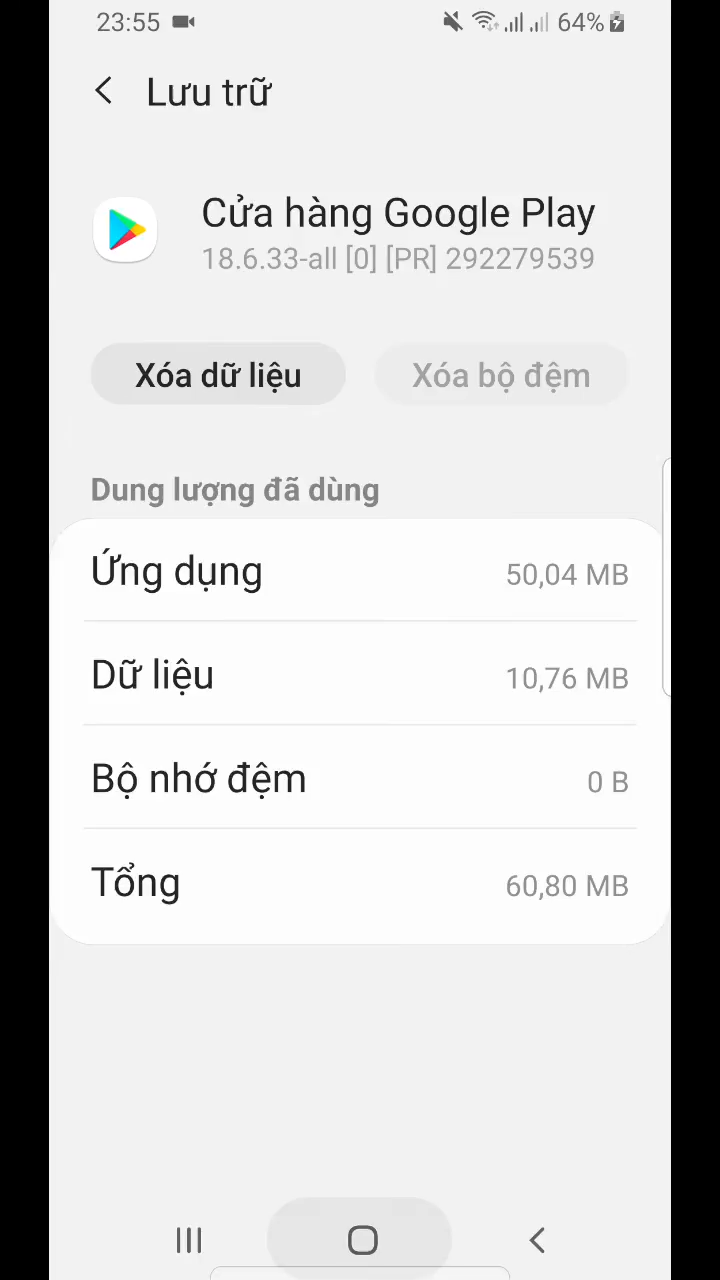 23:55 64%
Lưu trữ
Cửa hàng Google Play
18.6.33-all [0] [PR] 292279539
Xóa dữ liệu Xóa bộ đệm
Dung lượng đã dùng
Ứng dụng 50,04 MB
Dữ liệu 10,76 MB
Bộ nhớ đệm 0 B
Tổng 60,80 MB